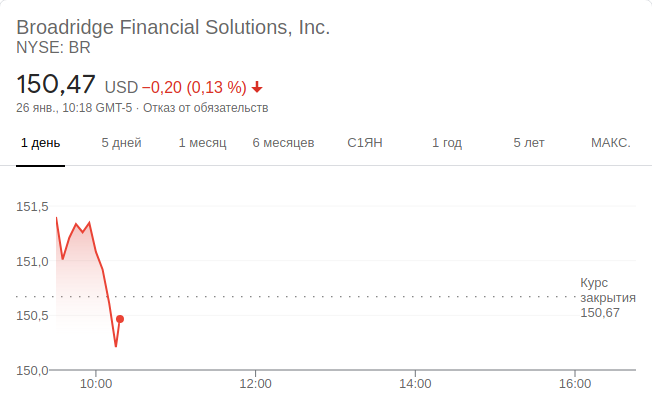 Broadridge Financial Solutions, Inc.
NYSE: BR
150,47 USD −0,20 (0,13 %)
26 янв., 10:18 GMT-5 · Отказ от обязательств
1 день 5 дней 1 месяц 6 месяцев С1ЯН 1 год 5 лет МАКС.
151,5
151,0
Курс
закрытия
150,67
150,5
150,0
10:00 12:00 14:00 16:00